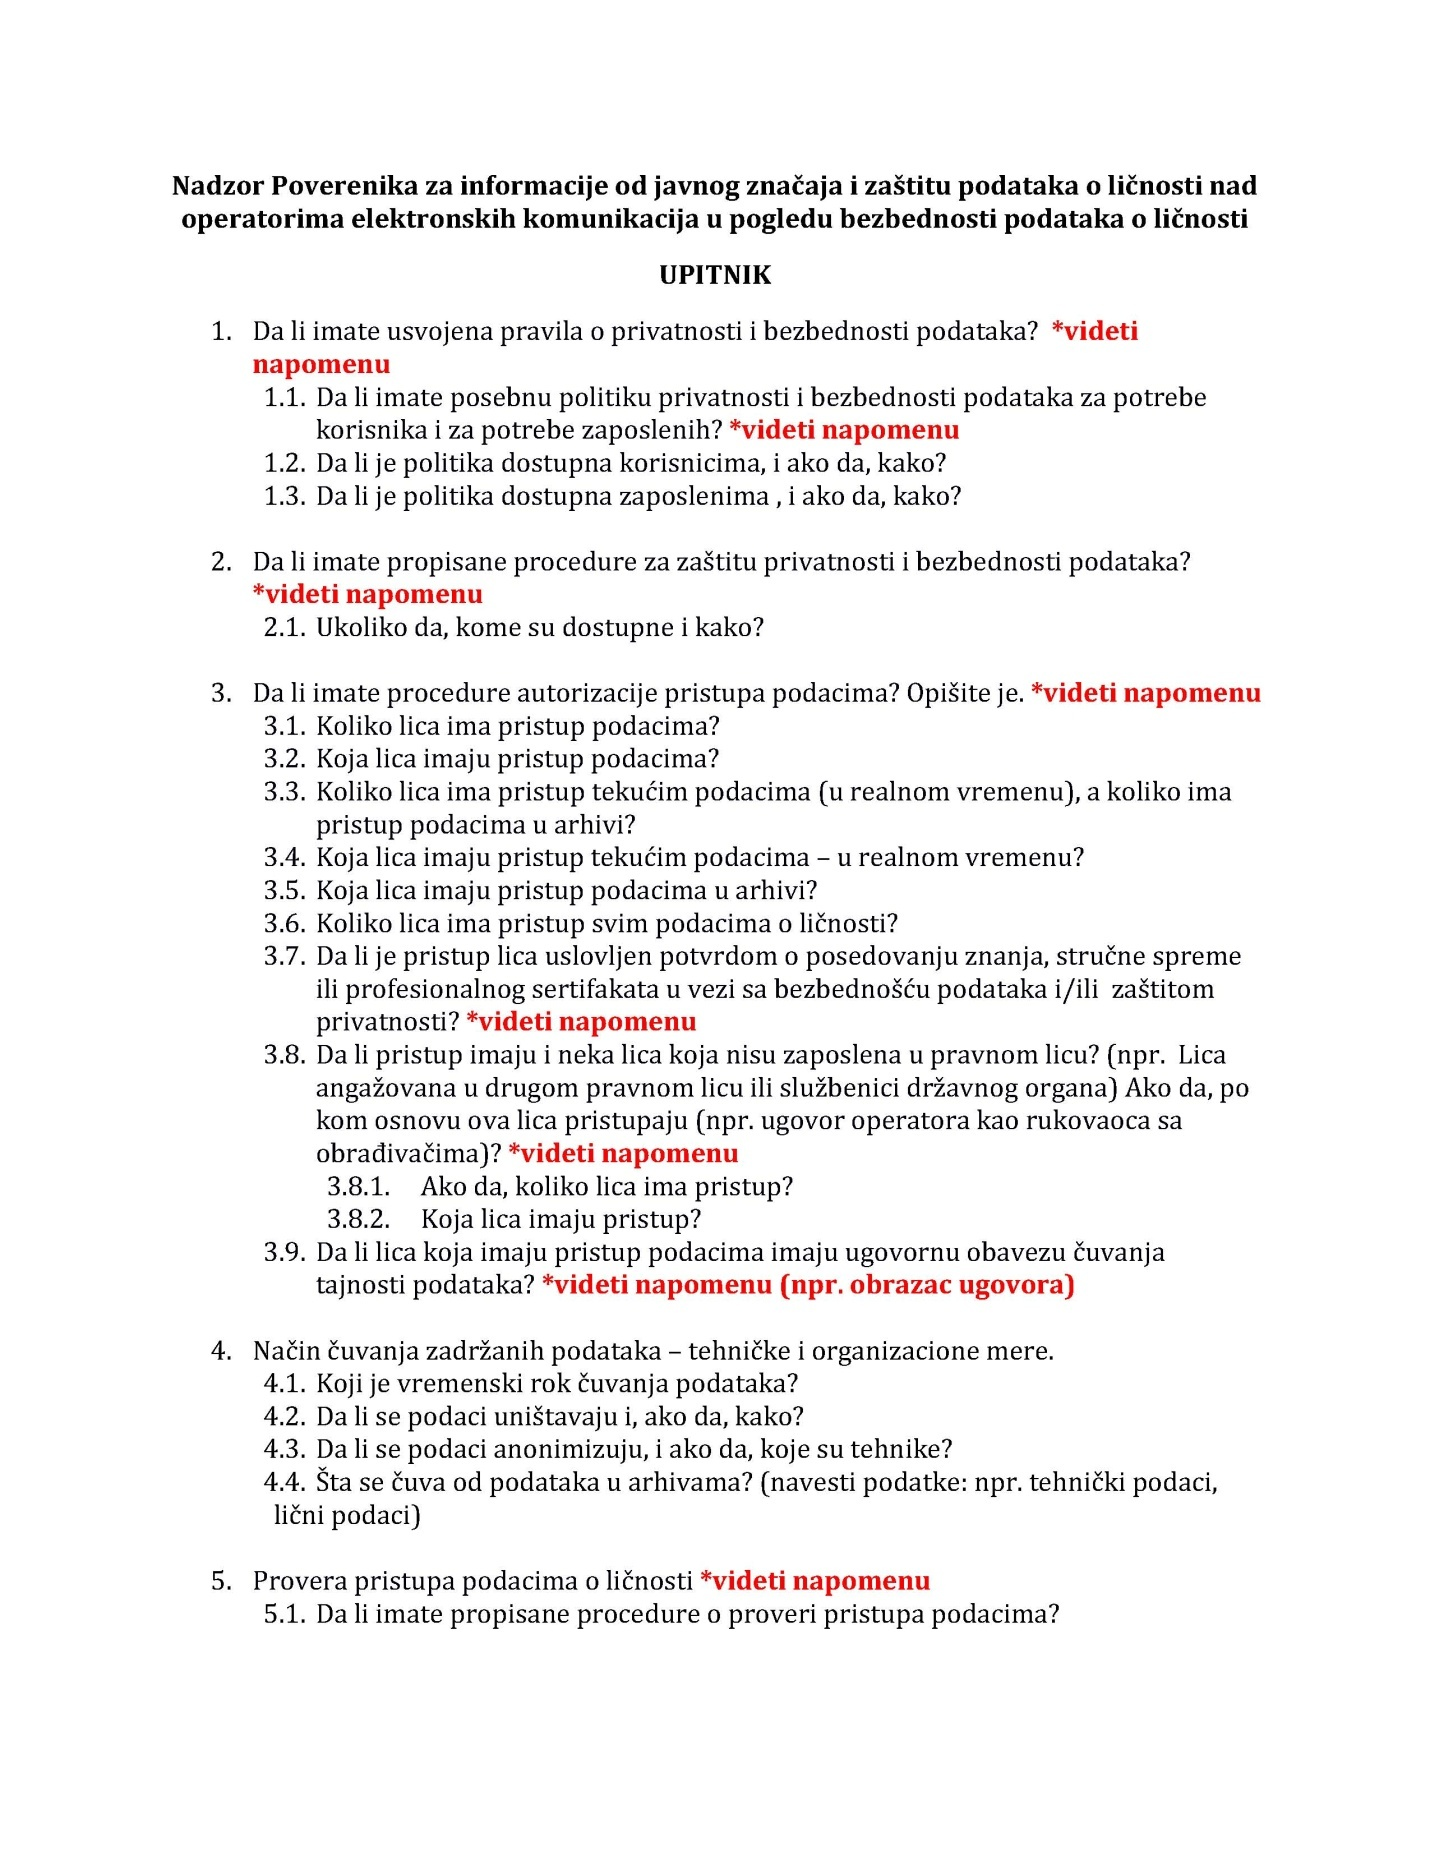 Nadzor Poverenika za informacije od javnog značaja i zaštitu podataka o ličnosti nad
operatorima elektronskih komunikacija u pogledu bezbednosti podataka o ličnosti
UPITNIK
1. Da li imate usvojena pravila o privatnosti i bezbednosti podataka? *videti
napomenu
1.1. Da li imate posebnu politiku privatnosti i bezbednosti podataka za potrebe
korisnika i za potrebe zaposlenih? *videti napomenu
1.2. Da li je politika dostupna korisnicima, i ako da, kako?
1.3. Da li je politika dostupna zaposlenima , i ako da, kako?
2. Da li imate propisane procedure za zaštitu privatnosti i bezbednosti podataka?
*videti napomenu
2.1. Ukoliko da, kome su dostupne i kako?
3. Da li imate procedure autorizacije pristupa podacima? Opišite je. *videti napomenu
3.1. Koliko lica ima pristup podacima?
3.2. Koja lica imaju pristup podacima?
3.3. Koliko lica ima pristup tekućim podacima (u realnom vremenu), a koliko ima
pristup podacima u arhivi?
3.4. Koja lica imaju pristup tekućim podacima – u realnom vremenu?
3.5. Koja lica imaju pristup podacima u arhivi?
3.6. Koliko lica ima pristup svim podacima o ličnosti?
3.7. Da li je pristup lica uslovljen potvrdom o posedovanju znanja, stručne spreme
ili profesionalnog sertifakata u vezi sa bezbednošću podataka i/ili zaštitom
privatnosti? *videti napomenu
3.8. Da li pristup imaju i neka lica koja nisu zaposlena u pravnom licu? (npr. Lica
angažovana u drugom pravnom licu ili službenici državnog organa) Ako da, po
kom osnovu ova lica pristupaju (npr. ugovor operatora kao rukovaoca sa
obrađivačima)? *videti napomenu
3.8.1. Ako da, koliko lica ima pristup?
3.8.2. Koja lica imaju pristup?
3.9. Da li lica koja imaju pristup podacima imaju ugovornu obavezu čuvanja
tajnosti podataka? *videti napomenu (npr. obrazac ugovora)
4. Način čuvanja zadržanih podataka – tehničke i organizacione mere.
4.1. Koji je vremenski rok čuvanja podataka?
4.2. Da li se podaci uništavaju i, ako da, kako?
4.3. Da li se podaci anonimizuju, i ako da, koje su tehnike?
4.4. Šta se čuva od podataka u arhivama? (navesti podatke: npr. tehnički podaci,
lični podaci)
5. Provera pristupa podacima o ličnosti *videti napomenu
5.1. Da li imate propisane procedure o proveri pristupa podacima?